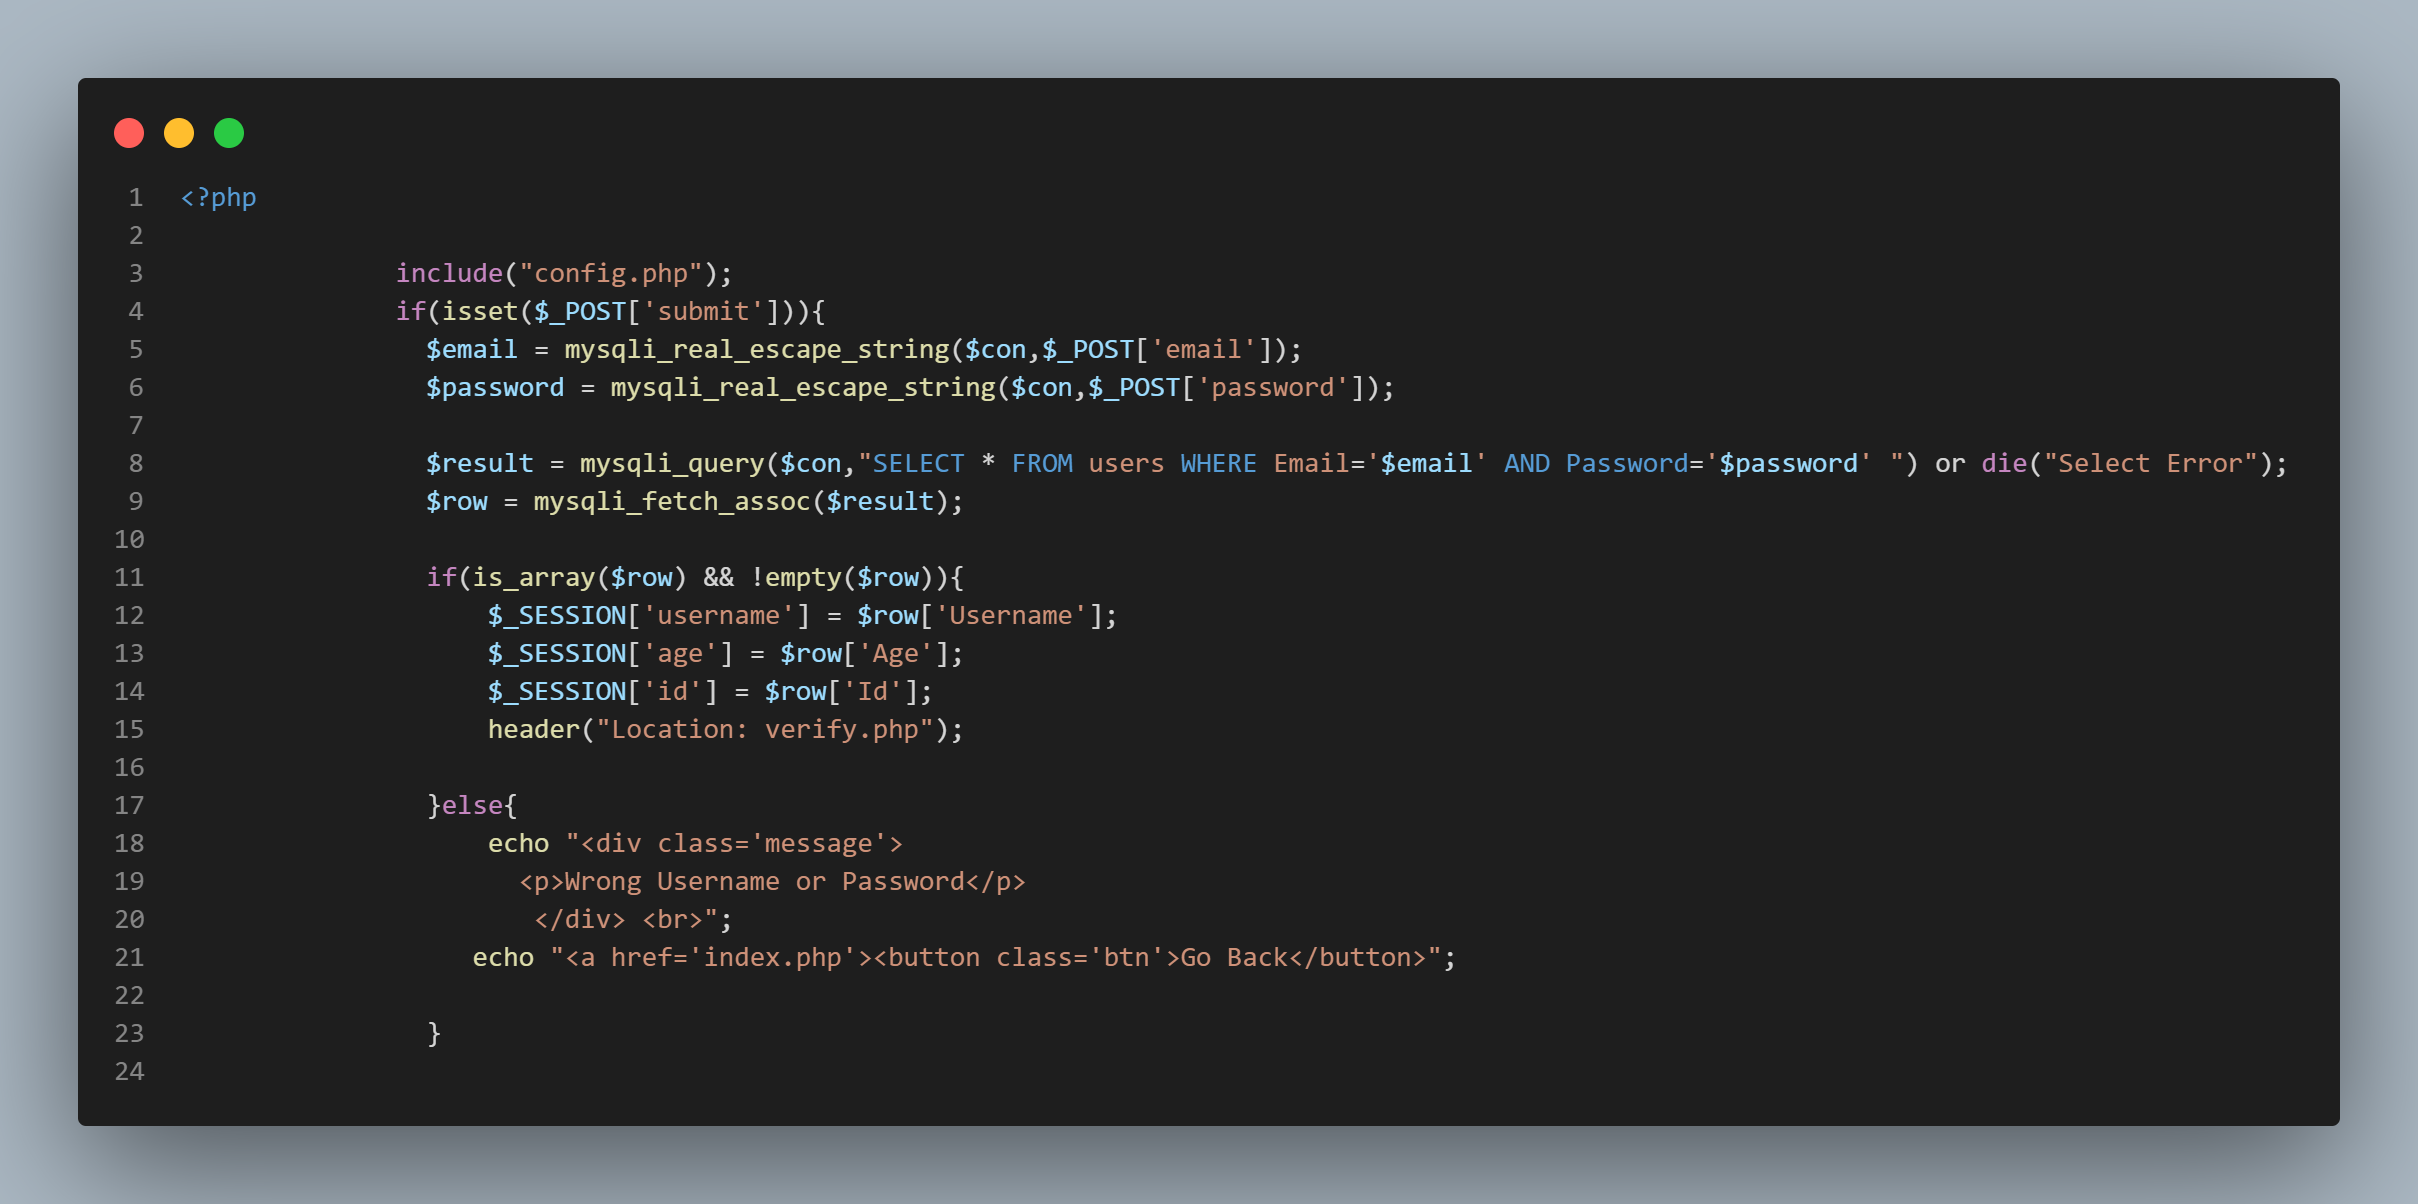 1 <?php
2
3 include("config.php");
4 if(isset($_POST['submit'])){
5 $email = mysqli_real_escape_string($con,$_POST['email']);
6 $password = mysqli_real_escape_string($con,$_POST['password']);
7
8 $result = mysqli_query($con,"SELECT * FROM users WHERE Email='$email' AND Password='$password' ") or die("Select Error");
9 $row = mysqli_fetch_assoc($result);
10
11 if(is_array($row) && !empty($row)){
12 $_SESSION['username'] = $row['Username'];
13 $_SESSION['age'] = $row['Age'];
14 $_SESSION['id'] = $row['Id'];
15 header("Location: verify.php");
16
17 }else{
18 echo "<div class='message'>
19 <p>Wrong Username or Password</p>
20 </div> <br>";
21 echo "<a href='index.php'><button class='btn'>Go Back</button>";
22
23 }
24